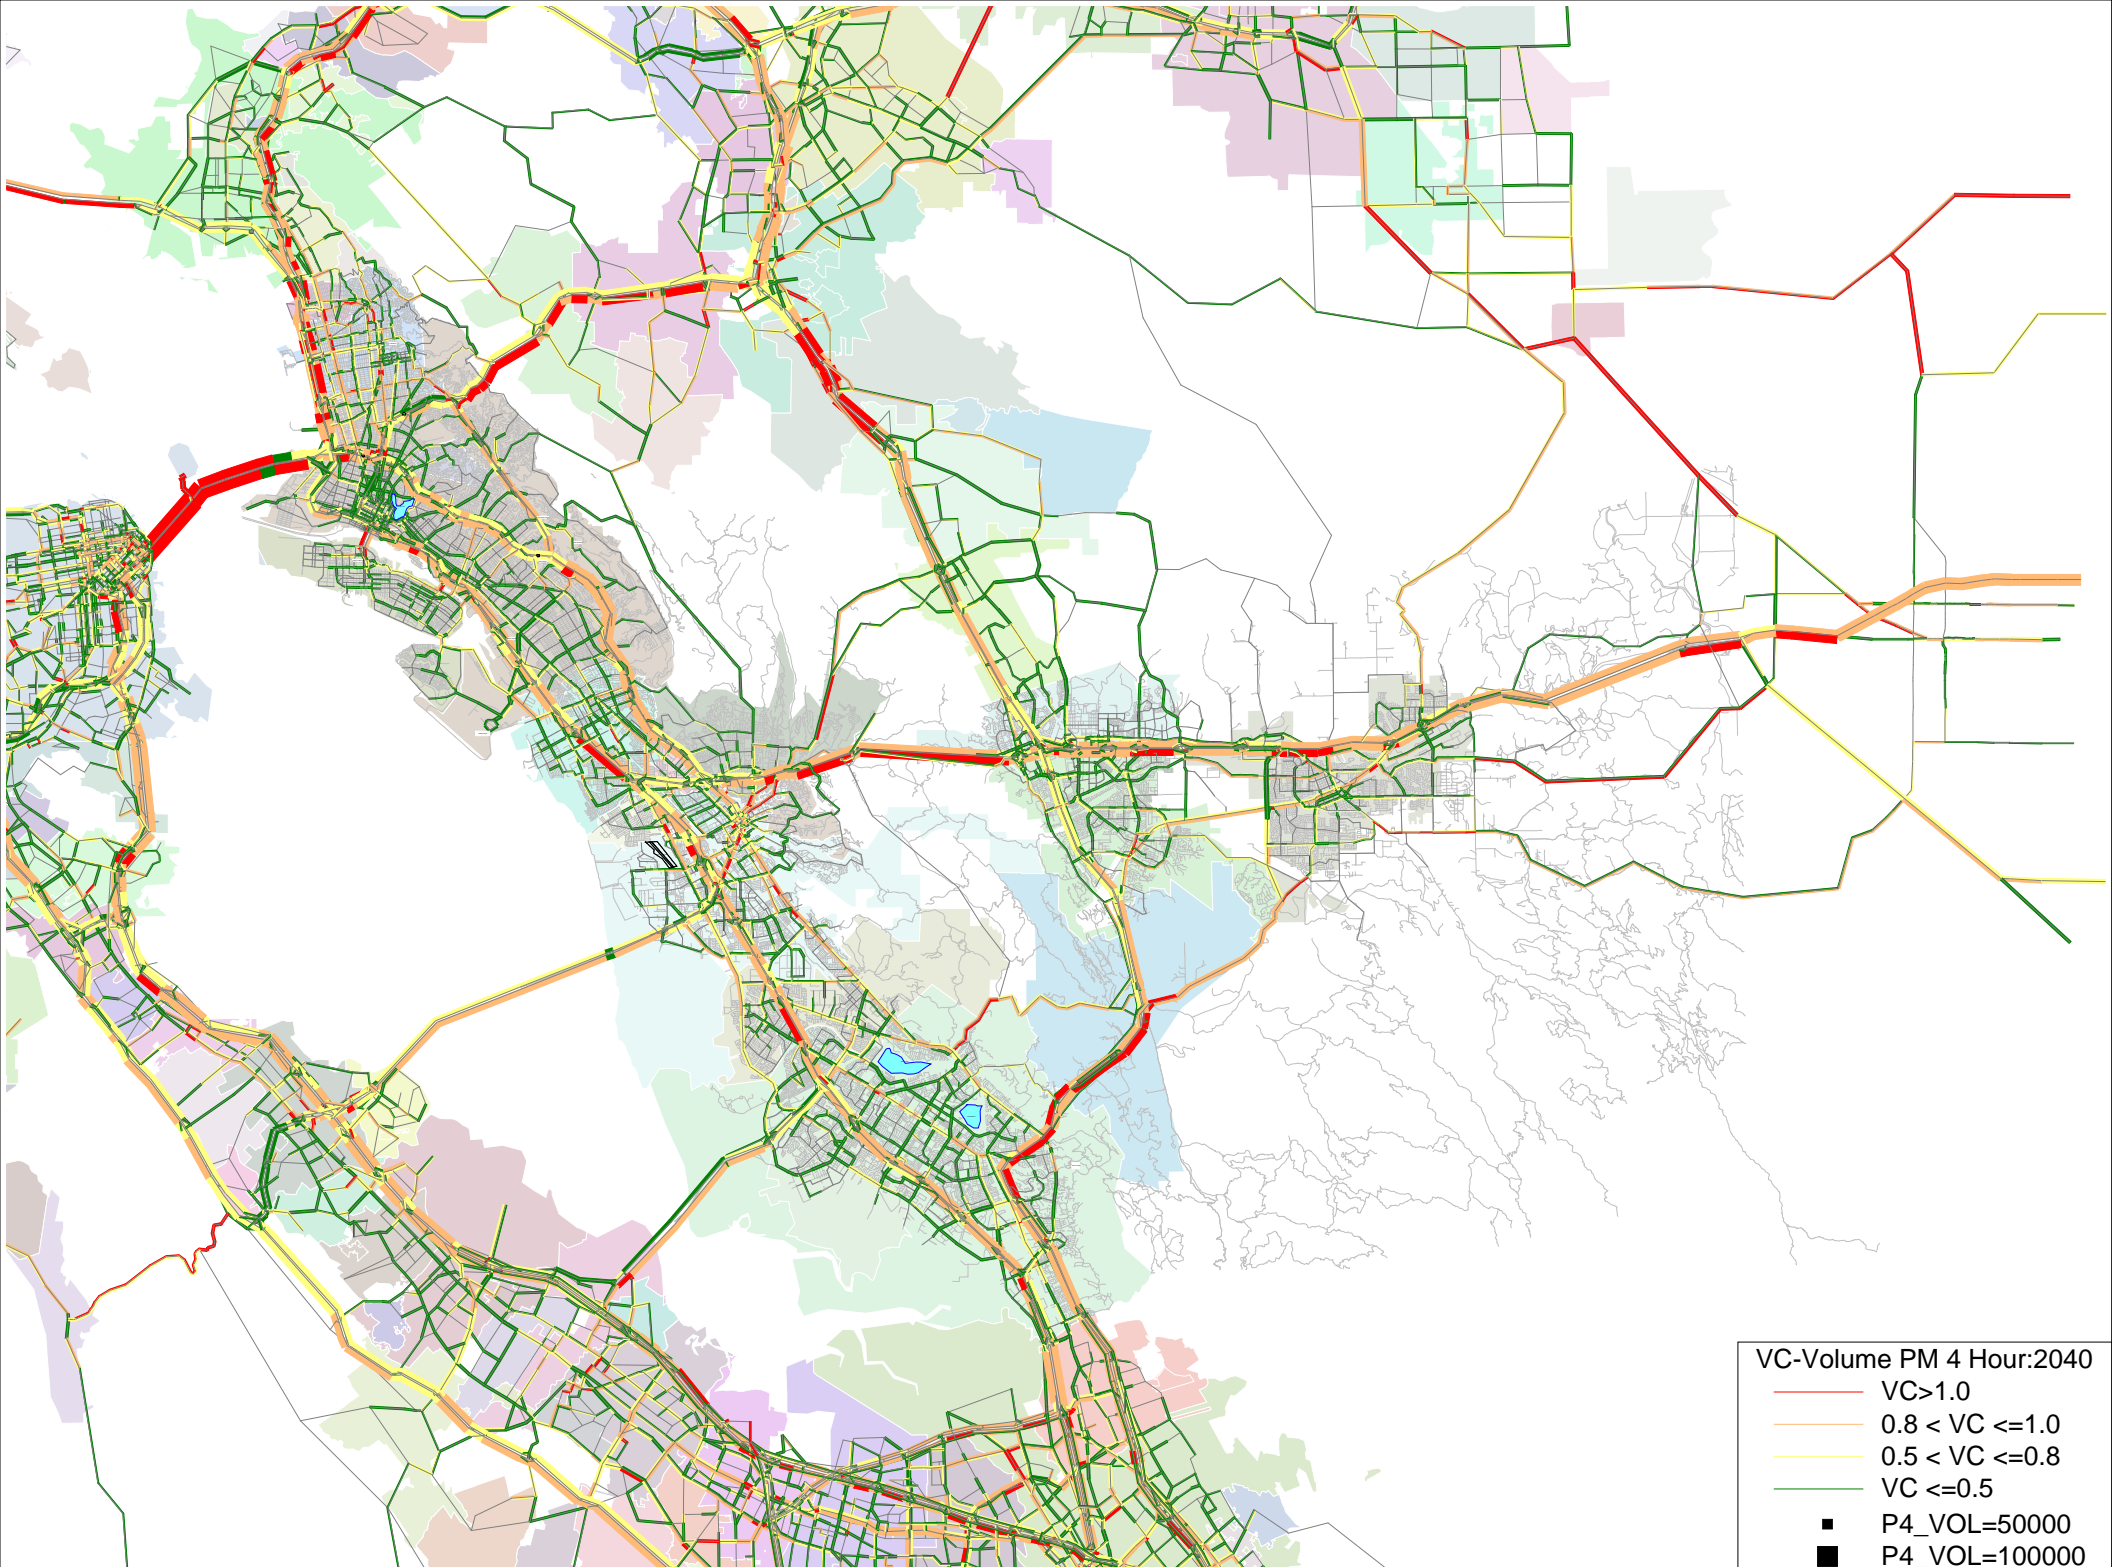 VC-Volume PM 4 Hour:2040
VC>1.0
0.8 < VC <=1.0
0.5 < VC <=0.8
VC <=0.5
P4_VOL=50000
P4_VOL=100000